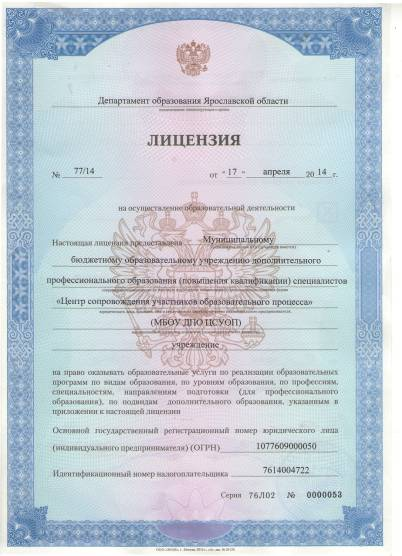 Департамент образования Ярославской области
наименование лицензирующего органа
ЛИЦЕНЗИЯ
№ 77/14 от « 17 » апреля 2014 г.
на осуществление образовательной деятельности
Настоящая лицензия предоставлена Муниципальному
бюджетному образовательному учреждению дополнительного
профессионального образования (повышения квалификации) специалистов
«Центр сопровождения участников образовательного процесса»
(МБОУ ДПО ЦСУОП)
учреждение
на право оказывать образовательные услуги по реализации образовательных
программ по видам образования, по уровням образования, по профессиям,
специальностям, направлениям подготовки (для профессионального
образования), по подвидам дополнительного образования, указанным в
приложении к настоящей лицензии
Основной государственный регистрационный номер юридического лица
(индивидуального предпринимателя) (ОГРН) 1077609000050
Идентификационный номер налогоплательщика 7614004722
Серия 76Л02 № 0000053